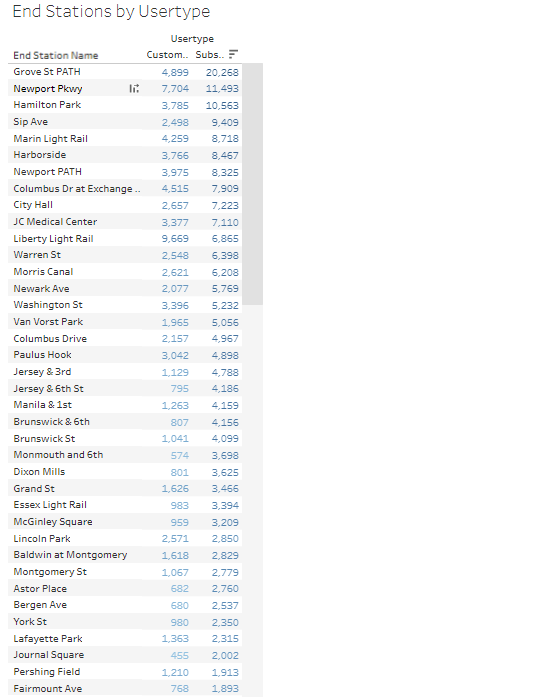 End Stations by Usertype
Usertype
End Station Name Custom.. Subs..
Grove St PATH 4,899 20,268
Newport Pkwy 7,704 11,493
Hamilton Park 3,785 10,563
Sip Ave 2,498 9,409
Marin Light Rail 4,259 8,718
Harborside 3,766 8,467
Newport PATH 3,975 8,325
Columbus Dr at Exchange .. 4,515 7,909
City Hall 2,657 7,223
JC Medical Center 3,377 7,110
Liberty Light Rail 9,669 6,865
Warren St 2,548 6,398
Morris Canal 2,621 6,208
Newark Ave 2,077 5,769
Washington St 3,396 5,232
Van Vorst Park 1,965 5,056
Columbus Drive 2,157 4,967
Paulus Hook 3,042 4,898
Jersey & 3rd 1,129 4,788
Jersey & 6th St 795 4,186
Manila & 1st 1,263 4,159
Brunswick & 6th 807 4,156
Brunswick St 1,041 4,099
Monmouth and 6th 574 3,698
Dixon Mills 801 3,625
Grand St 1,626 3,466
Essex Light Rail 983 3,394
McGinley Square 959 3,209
Lincoln Park 2,571 2,850
Baldwin at Montgomery 1,618 2,829
Montgomery St 1,067 2,779
Astor Place 682 2,760
Bergen Ave 680 2,537
York St 980 2,350
Lafayette Park 1,363 2,315
Journal Square 455 2,002
Pershing Field 1,210 1,913
Fairmount Ave 768 1,893